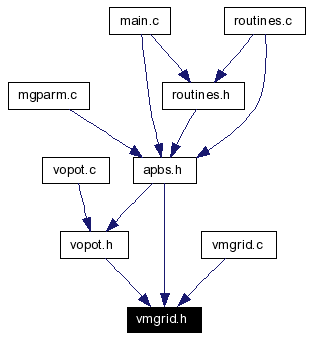 main.c
routines.c
mgparm.c
routines.h
vopot.c
apbs.h
vopot.h
vmgrid.c
vmgrid.h